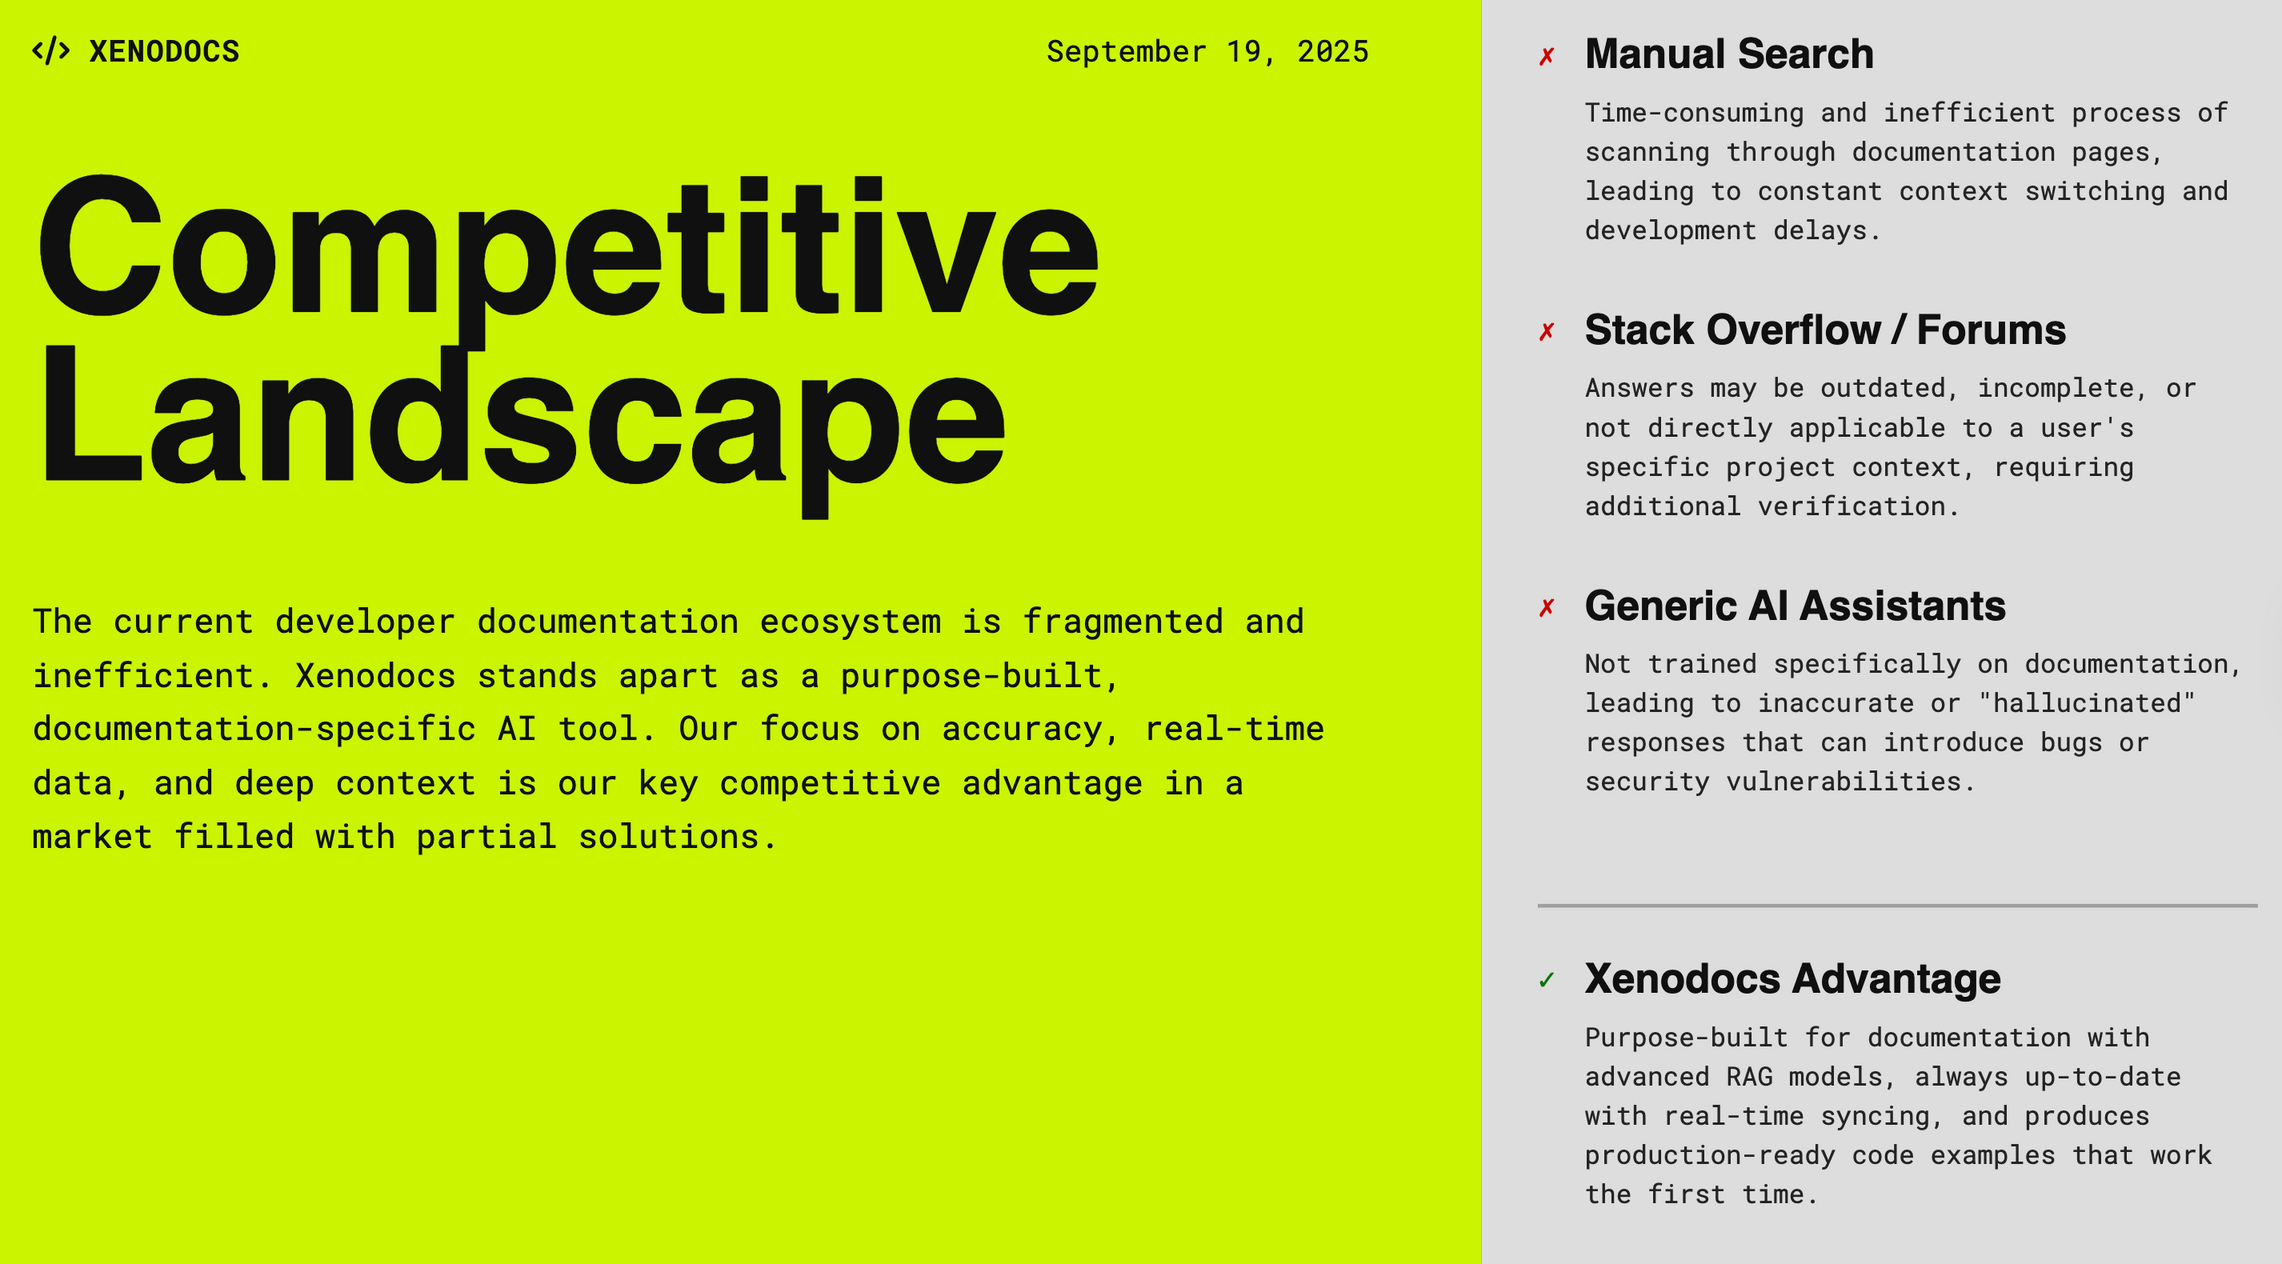 </> XENODOCS
September 19, 2025
Competitive
Landscape
The current developer documentation ecosystem is fragmented and
inefficient. Xenodocs stands apart as a purpose-built,
documentation-specific AI tool. Our focus on accuracy, real-time
data, and deep context is our key competitive advantage in a
market filled with partial solutions.
✗ Manual Search
Time-consuming and inefficient process of
scanning through documentation pages,
leading to constant context switching and
development delays.
✗ Stack Overflow / Forums
Answers may be outdated, incomplete, or
not directly applicable to a user's
specific project context, requiring
additional verification.
✗ Generic AI Assistants
Not trained specifically on documentation,
leading to inaccurate or "hallucinated"
responses that can introduce bugs or
security vulnerabilities.
✓ Xenodocs Advantage
Purpose-built for documentation with
advanced RAG models, always up-to-date
with real-time syncing, and produces
production-ready code examples that work
the first time.